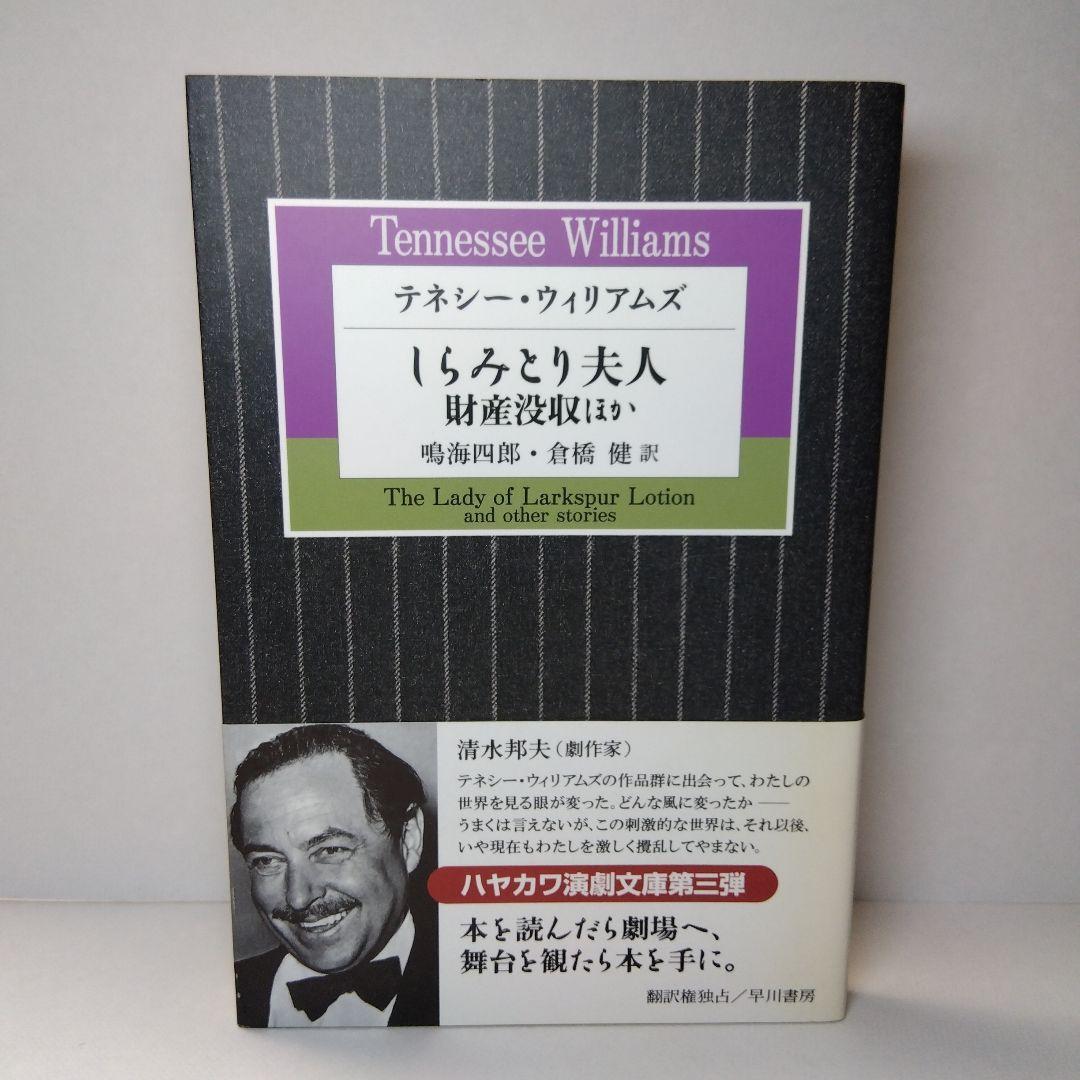 Tennessee Williams
テネシー・ウィリアムズ
しらみとり夫人
財産没収ほか
鳴海四郎・倉橋 健 訳
The Lady of Larkspur Lotion
and other stories
清水邦夫（劇作家）
テネシー・ウィリアムズの作品群に出会って、わたしの
世界を見る眼が変った。どんな風に変ったか ——
うまくは言えないが、この刺激的な世界は、それ以後、
いや現在もわたしを激しく攪乱してやまない。
ハヤカワ演劇文庫第三弾
本を読んだら劇場へ、
舞台を観たら本を手に。
翻訳権独占／早川書房